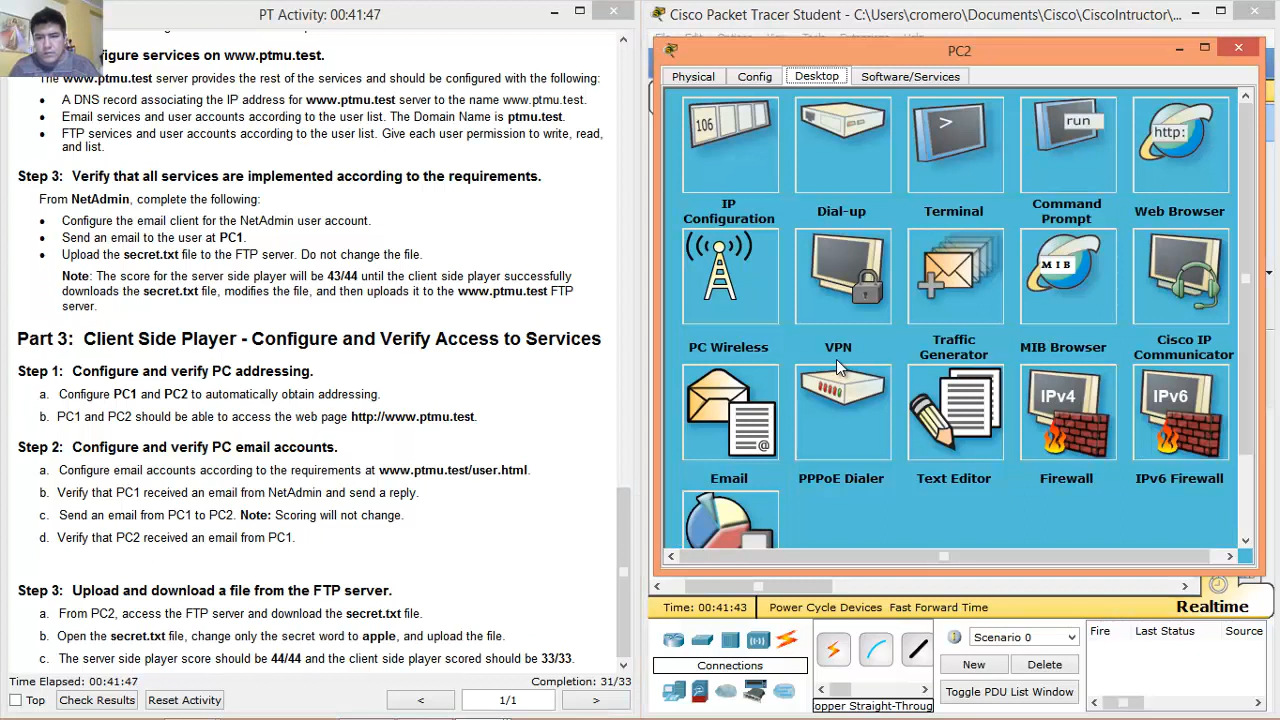 PT Activity: 00:41:47
figure services on www.ptmu.test.
The www.ptmu.test server provides the rest of the services and should be configured with the following:
• A DNS record associating the IP address for www.ptmu.test server to the name www.ptmu.test.
• Email services and user accounts according to the user list. The Domain Name is ptmu.test.
• FTP services and user accounts according to the user list. Give each user permission to write, read,
and list.
Step 3: Verify that all services are implemented according to the requirements.
From NetAdmin, complete the following:
• Configure the email client for the NetAdmin user account.
• Send an email to the user at PC1.
• Upload the secret.txt file to the FTP server. Do not change the file.
Note: The score for the server side player will be 43/44 until the client side player successfully
downloads the secret.txt file, modifies the file, and then uploads it to the www.ptmu.test FTP
server.
Part 3: Client Side Player - Configure and Verify Access to Services
Step 1: Configure and verify PC addressing.
a. Configure PC1 and PC2 to automatically obtain addressing.
b. PC1 and PC2 should be able to access the web page http://www.ptmu.test.
Step 2: Configure and verify PC email accounts.
a. Configure email accounts according to the requirements at www.ptmu.test/user.html.
b. Verify that PC1 received an email from NetAdmin and send a reply.
c. Send an email from PC1 to PC2. Note: Scoring will not change.
d. Verify that PC2 received an email from PC1.
Step 3: Upload and download a file from the FTP server.
a. From PC2, access the FTP server and download the secret.txt file.
b. Open the secret.txt file, change only the secret word to apple, and upload the file.
c. The server side player score should be 44/44 and the client side player scored should be 33/33.
Time Elapsed: 00:41:47 Completion: 31/33
Top Check Results Reset Activity < 1/1 >
Cisco Packet Tracer Student - C:\Users\cromero\Documents\Cisco\CiscoIntructor\...
PC2
Physical Config Desktop Software/Services
106 > run http:
IP Configuration
Dial-up
Terminal
Command Prompt
Web Browser
MIB
PC Wireless
VPN
Traffic Generator
MIB Browser
Cisco IP Communicator
@ IPv4 IPv6
Email
PPPoE Dialer
Text Editor
Firewall
IPv6 Firewall
Time: 00:41:43 Power Cycle Devices Fast Forward Time Realtime
Connections
opper Straight-Throug
Scenario 0
New Delete
Toggle PDU List Window
Fire Last Status Source